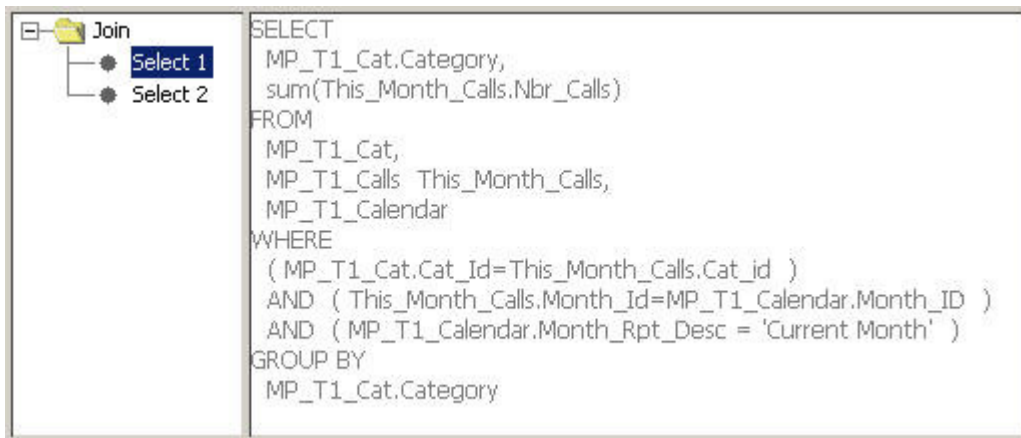 Join
Select 1
Select 2
SELECT
MP_T1_Cat.Category,
sum(This_Month_Calls.Nbr_Calls)
FROM
MP_T1_Cat,
MP_T1_Calls  This_Month_Calls,
MP_T1_Calendar
WHERE
( MP_T1_Cat.Cat_Id=This_Month_Calls.Cat_id  )
AND  ( This_Month_Calls.Month_Id=MP_T1_Calendar.Month_ID  )
AND  ( MP_T1_Calendar.Month_Rpt_Desc = 'Current Month'  )
GROUP BY
MP_T1_Cat.Category